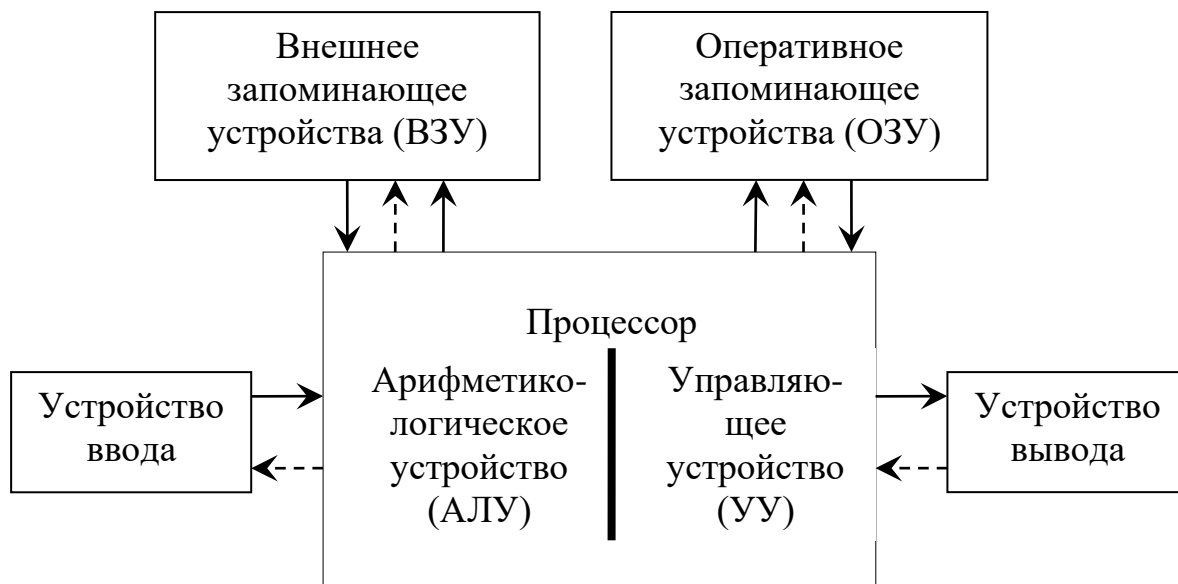 Внешнее
запоминающее
устройства (ВЗУ)
Оперативное
запоминающее
устройства (ОЗУ)
Процессор
Устройство
ввода
Арифметико-
логическое
устройство
(АЛУ)
Управляю-
щее
устройство
(УУ)
Устройство
вывода